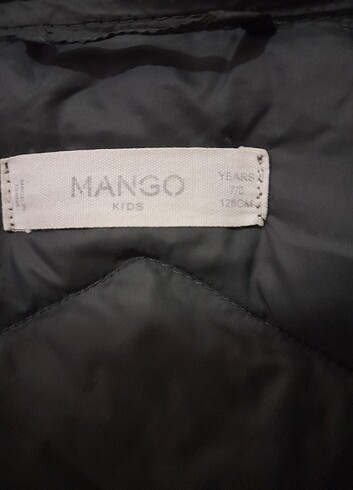 MANGO
KIDS
YEARS
7/8
128CM